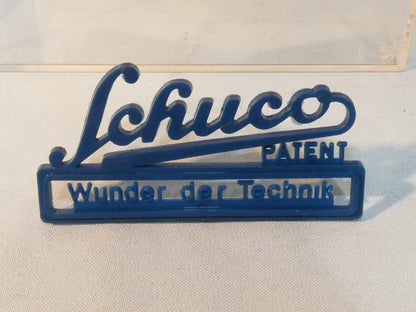 Schuco
PATENT
Wunder der Technik